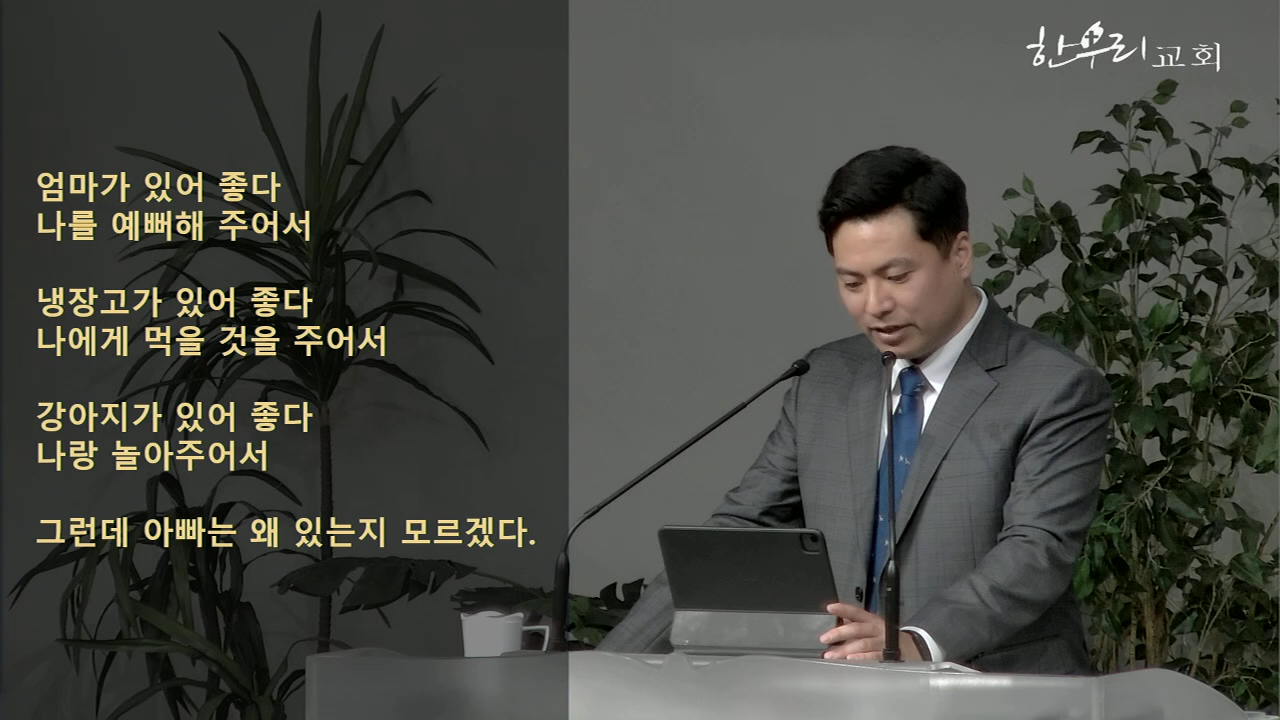 한우리교회
엄마가 있어 좋다
나를 예뻐해 주어서
냉장고가 있어 좋다
나에게 먹을 것을 주어서
강아지가 있어 좋다
나랑 놀아주어서
그런데 아빠는 왜 있는지 모르겠다.